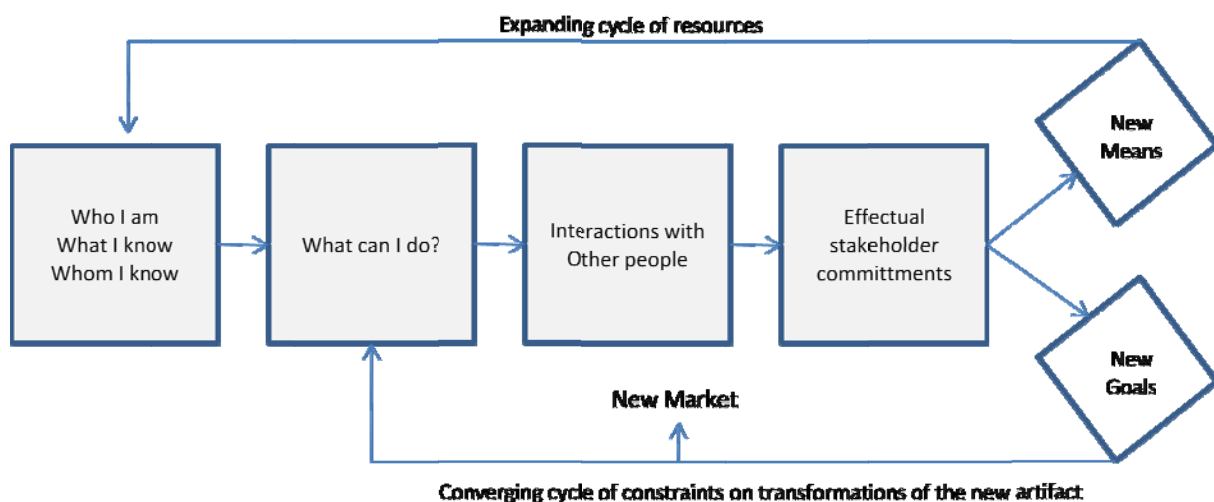 Expanding cycle of resources
New
Means
Who I am
What I know
Whom I know
What can I do?
Interactions with
Other people
Effectual
stakeholder
committments
New
Goals
New Market
Converging cycle of constraints on transformations of the new artifact